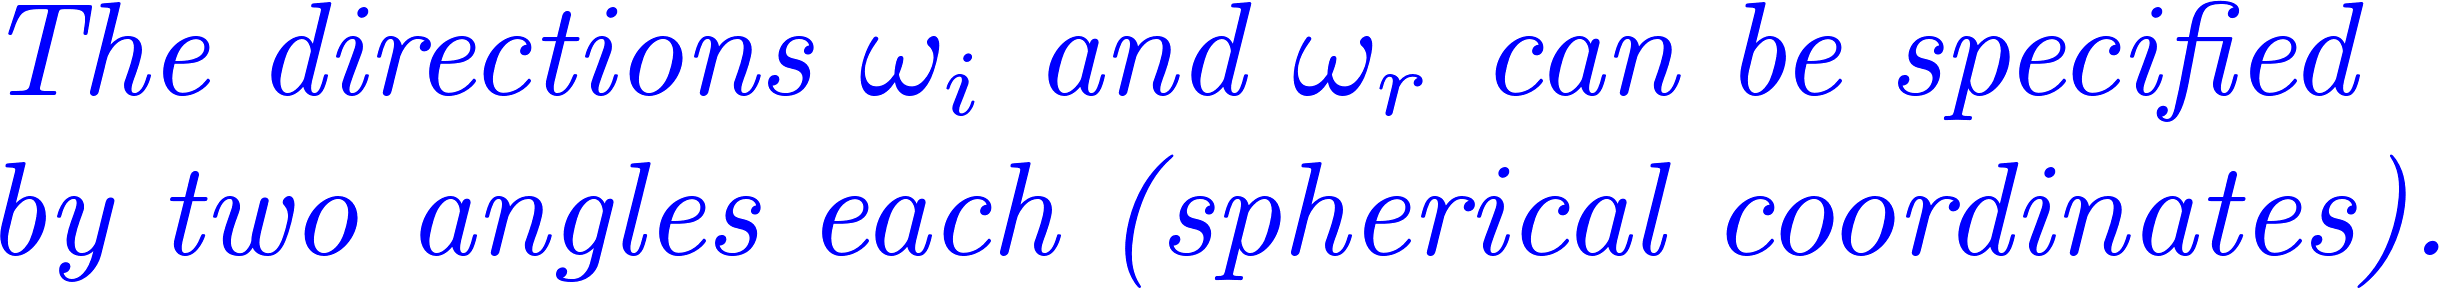 The directions ωᵢ and ωᵣ can be specified
by two angles each (spherical coordinates).